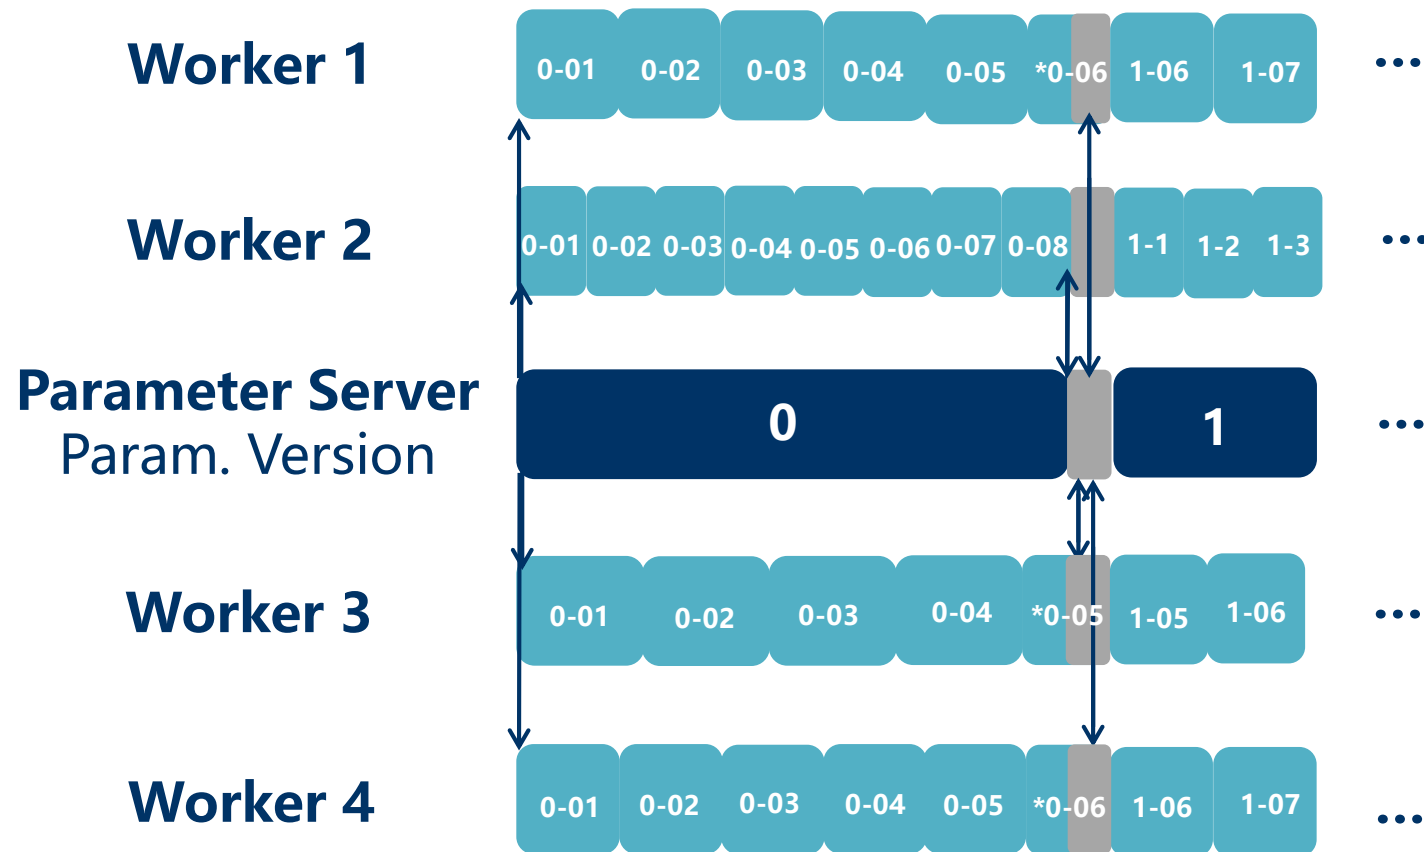 Worker 1
0-01 0-02 0-03 0-04 0-05 *0-06 1-06 1-07 ...
Worker 2
0-01 0-02 0-03 0-04 0-05 0-06 0-07 0-08 1-1 1-2 1-3 ...
Parameter Server
Param. Version
0 1 ...
Worker 3
0-01 0-02 0-03 0-04 *0-05 1-05 1-06 ...
Worker 4
0-01 0-02 0-03 0-04 0-05 *0-06 1-06 1-07 ...